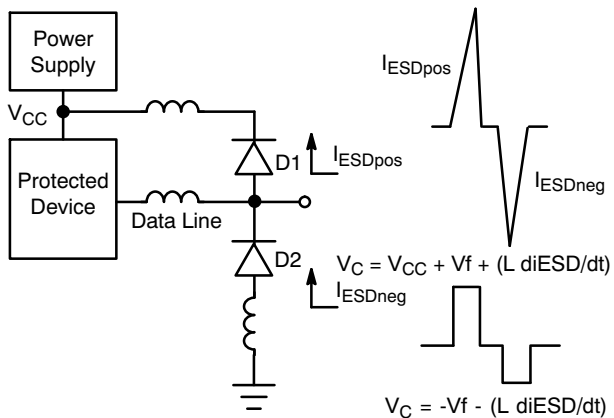 Power
Supply
V_CC
Protected
Device
Data Line
D1
I_ESDpos
D2
I_ESDneg
I_ESDpos
I_ESDneg
V_C = V_CC + Vf + (L diESD/dt)
V_C = -Vf - (L diESD/dt)